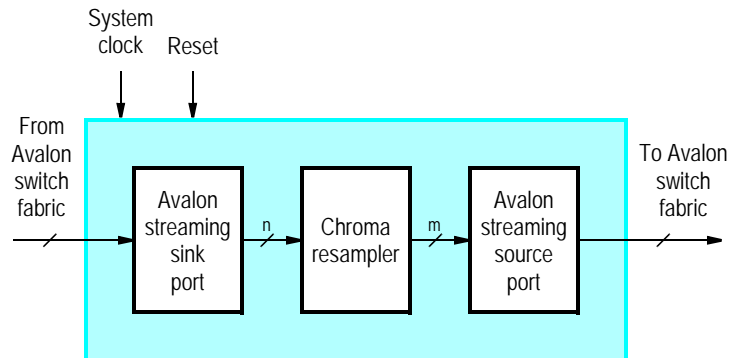 System
clock
Reset
From
Avalon
switch
fabric
Avalon
streaming
sink
port
n
Chroma
resampler
m
Avalon
streaming
source
port
To Avalon
switch
fabric